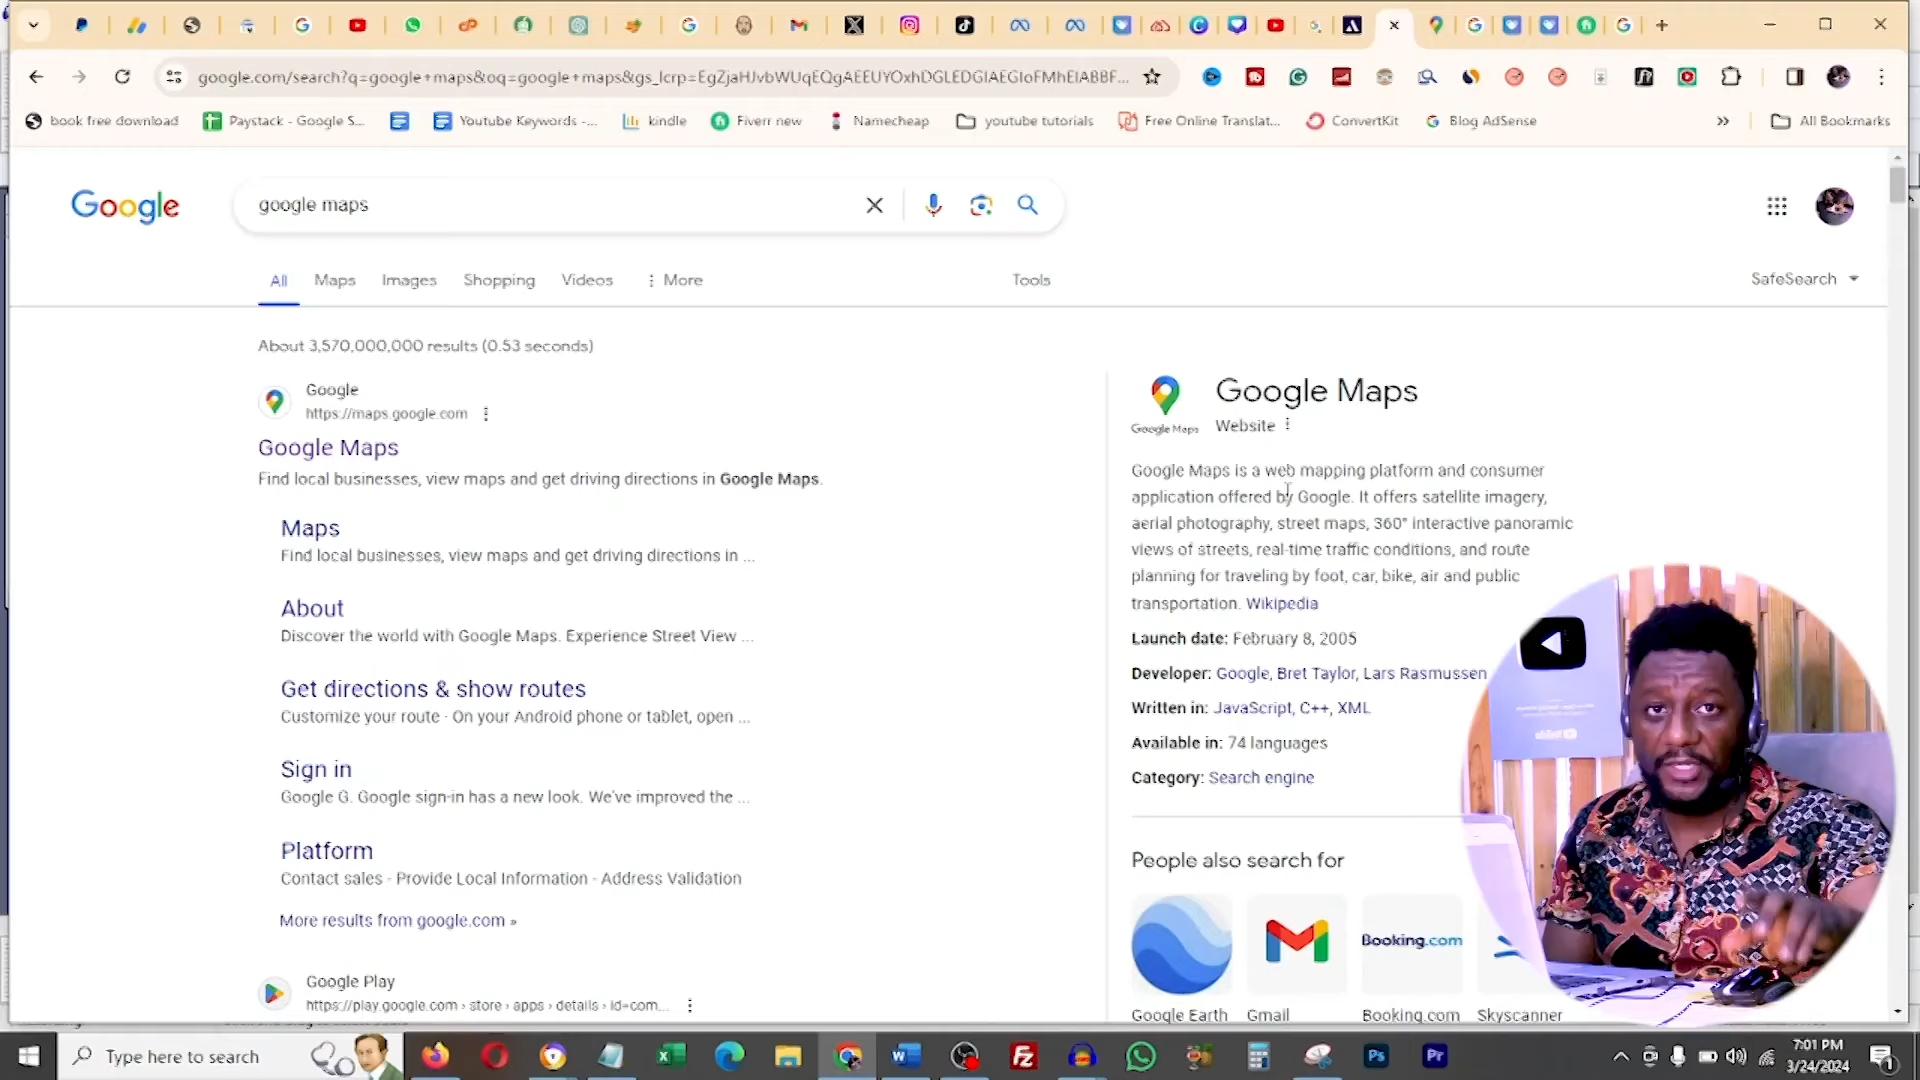 google.com/search?q=google+maps&oq=google+maps&gs_lcrp=EgZjaHJvbWUqEQgAEEUYOxhDGLEDGIAEGIoFMhEIABBF...
book free download
Paystack - Google S...
Youtube Keywords -...
kindle
Fiverr new
Namecheap
youtube tutorials
Free Online Translat...
ConvertKit
Blog AdSense
»
All Bookmarks
Google
google maps
All
Maps
Images
Shopping
Videos
More
Tools
SafeSearch
About 3,570,000,000 results (0.53 seconds)
Google
https://maps.google.com
Google Maps
Find local businesses, view maps and get driving directions in Google Maps.
Maps
Find local businesses, view maps and get driving directions in ...
About
Discover the world with Google Maps. Experience Street View ...
Get directions & show routes
Customize your route · On your Android phone or tablet, open ...
Sign in
Google G. Google sign-in has a new look. We've improved the ...
Platform
Contact sales - Provide Local Information - Address Validation
More results from google.com »
Google Play
https://play.google.com › store › apps › details › id=com...
Google Maps
Google Maps
Website
Google Maps is a web mapping platform and consumer
application offered by Google. It offers satellite imagery,
aerial photography, street maps, 360° interactive panoramic
views of streets, real-time traffic conditions, and route
planning for traveling by foot, car, bike, air and public
transportation. Wikipedia
Launch date: February 8, 2005
Developer: Google, Bret Taylor, Lars Rasmussen
Written in: JavaScript, C++, XML
Available in: 74 languages
Category: Search engine
People also search for
Booking.com
Google Earth
Gmail
Booking.com
Skyscanner
Type here to search
Fz
Ps
Pr
7:01 PM
3/24/2024
1